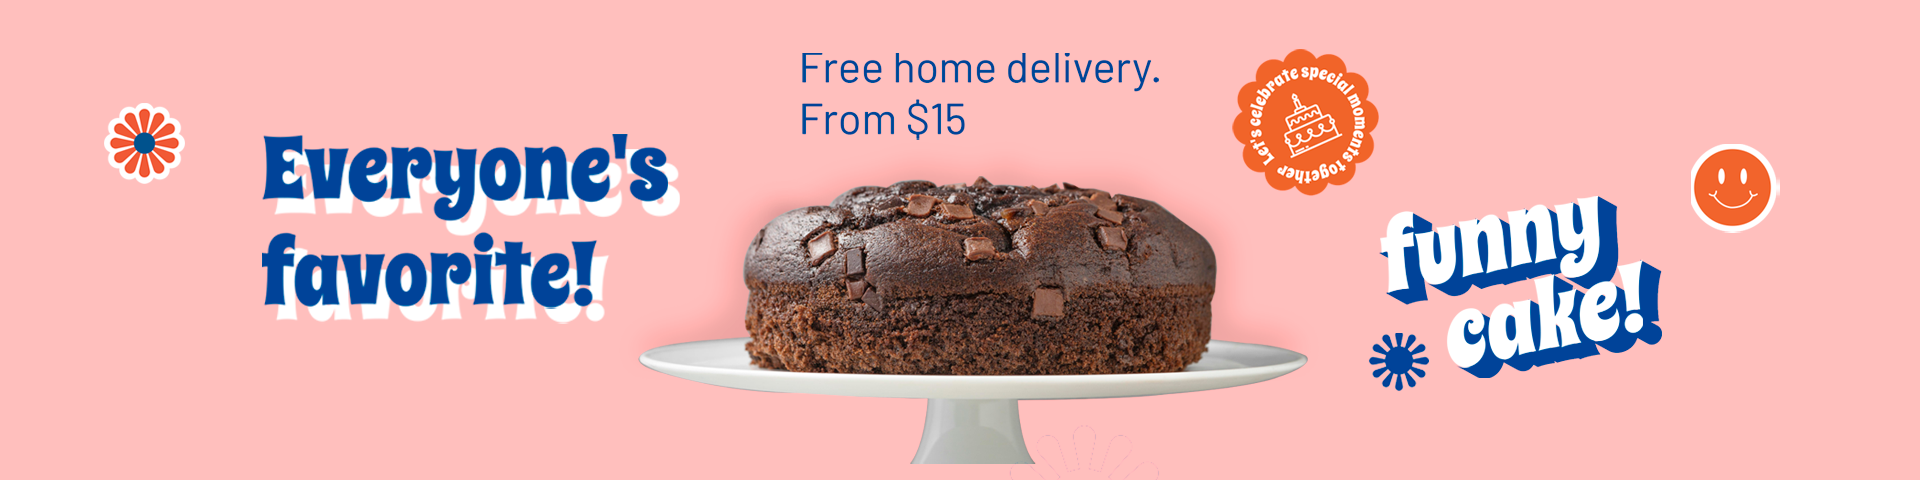 Everyone's
favorite!
Free home delivery.
From $15
Let's celebrate special moments together
funny
cake!